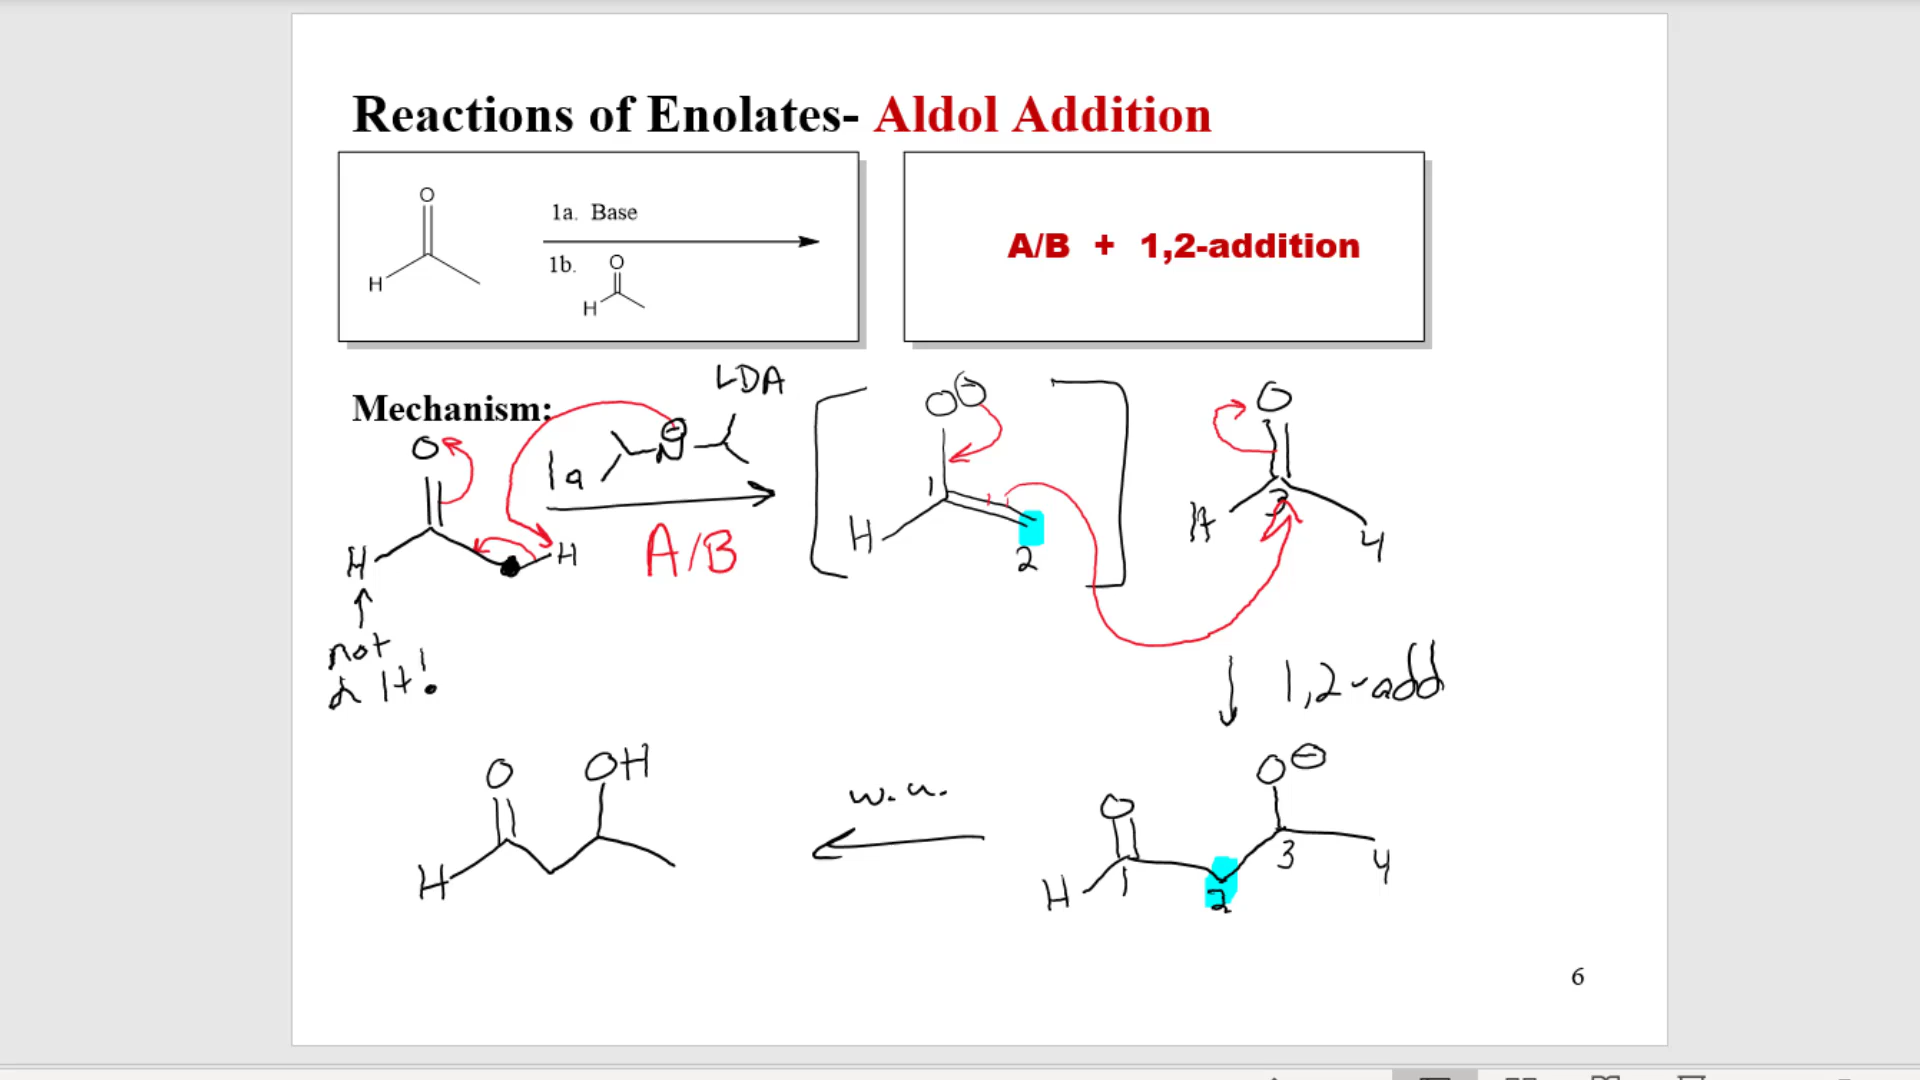 Reactions of Enolates- Aldol Addition
O
H
1a. Base
1b.
O
H
A/B + 1,2-addition
Mechanism:
LDA
O
H
H
not
α H!
1a
N ⊖
A/B
O ⊖
1
H
2
O
H
3
4
1,2-add
O
OH
H
w.u.
O
H
1
2
O ⊖
3
4
6